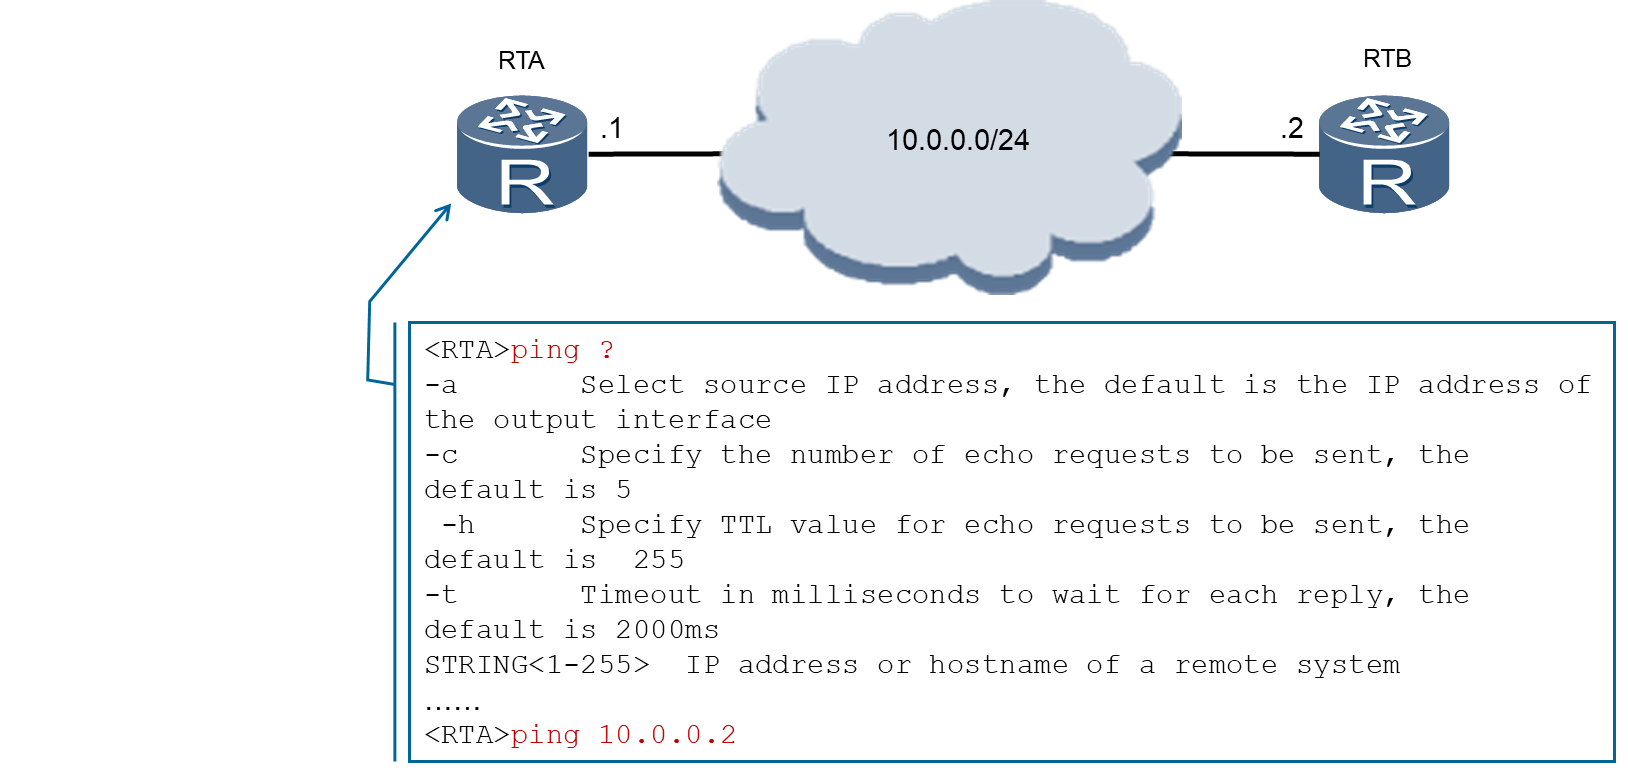 RTA
RTB
.1
10.0.0.0/24
.2
R
R
<RTA>ping ?
-a       Select source IP address, the default is the IP address of
the output interface
-c       Specify the number of echo requests to be sent, the
default is 5
 -h      Specify TTL value for echo requests to be sent, the
default is  255
-t       Timeout in milliseconds to wait for each reply, the
default is 2000ms
STRING<1-255>  IP address or hostname of a remote system
......
<RTA>ping 10.0.0.2